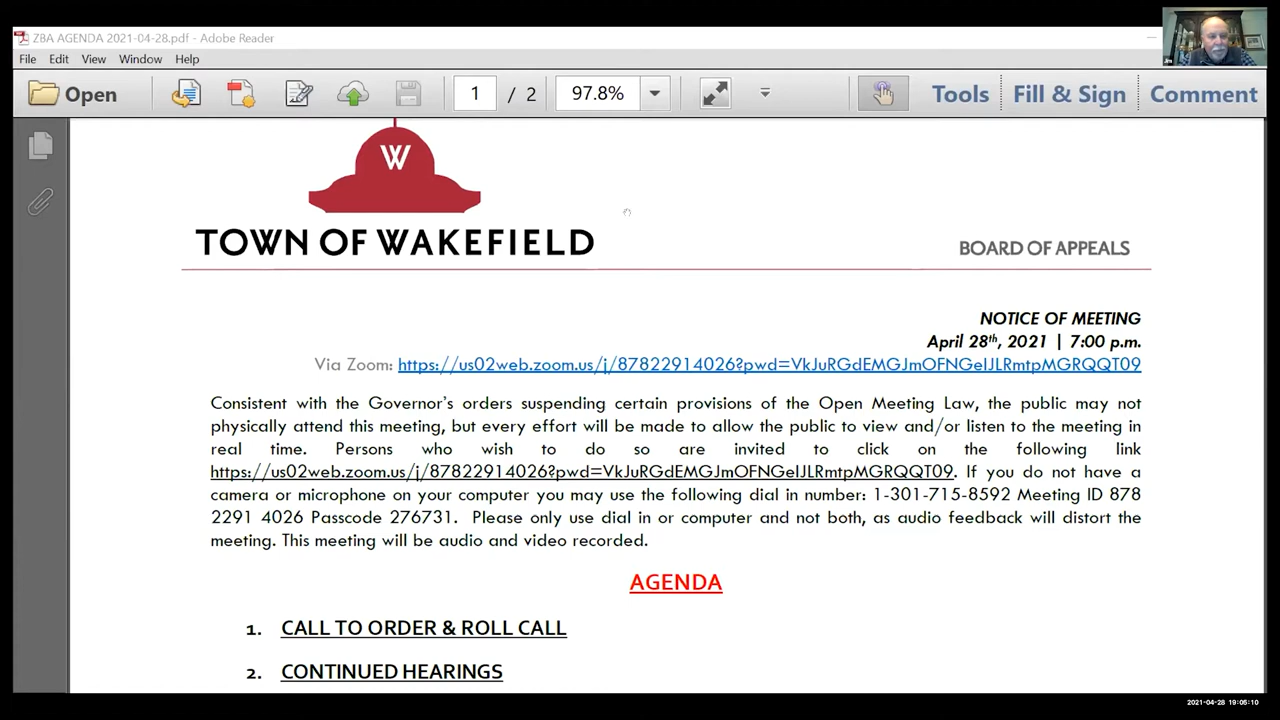 ZBA AGENDA 2021-04-28.pdf - Adobe Reader
File Edit View Window Help
Open 1 / 2 97.8% Tools Fill & Sign Comment
W
TOWN OF WAKEFIELD
BOARD OF APPEALS
NOTICE OF MEETING
April 28th, 2021 | 7:00 p.m.
Via Zoom: https://us02web.zoom.us/j/87822914026?pwd=VkJuRGdEMGJmOFNGelJLRmtpMGRQQT09
Consistent with the Governor's orders suspending certain provisions of the Open Meeting Law, the public may not
physically attend this meeting, but every effort will be made to allow the public to view and/or listen to the meeting in
real time. Persons who wish to do so are invited to click on the following link
https://us02web.zoom.us/j/87822914026?pwd=VkJuRGdEMGJmOFNGelJLRmtpMGRQQT09. If you do not have a
camera or microphone on your computer you may use the following dial in number: 1-301-715-8592 Meeting ID 878
2291 4026 Passcode 276731. Please only use dial in or computer and not both, as audio feedback will distort the
meeting. This meeting will be audio and video recorded.
AGENDA
1. CALL TO ORDER & ROLL CALL
2. CONTINUED HEARINGS
Jim
2021-04-28 19:05:10